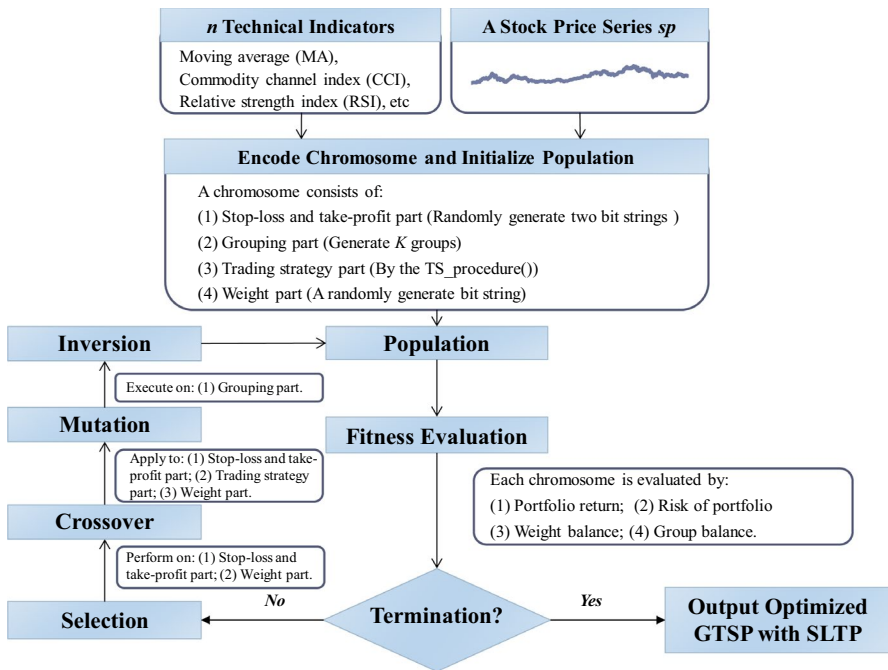 n Technical Indicators
Moving average (MA),
Commodity channel index (CCI),
Relative strength index (RSI), etc
A Stock Price Series sp
Encode Chromosome and Initialize Population
A chromosome consists of:
(1) Stop-loss and take-profit part (Randomly generate two bit strings )
(2) Grouping part (Generate K groups)
(3) Trading strategy part (By the TS_procedure())
(4) Weight part (A randomly generate bit string)
Inversion
Population
Execute on: (1) Grouping part.
Mutation
Fitness Evaluation
Apply to: (1) Stop-loss and take-
profit part; (2) Trading strategy
part; (3) Weight part.
Each chromosome is evaluated by:
(1) Portfolio return; (2) Risk of portfolio
(3) Weight balance; (4) Group balance.
Crossover
Perform on: (1) Stop-loss and
take-profit part; (2) Weight part.
Selection
No
Termination?
Yes
Output Optimized
GTSP with SLTP